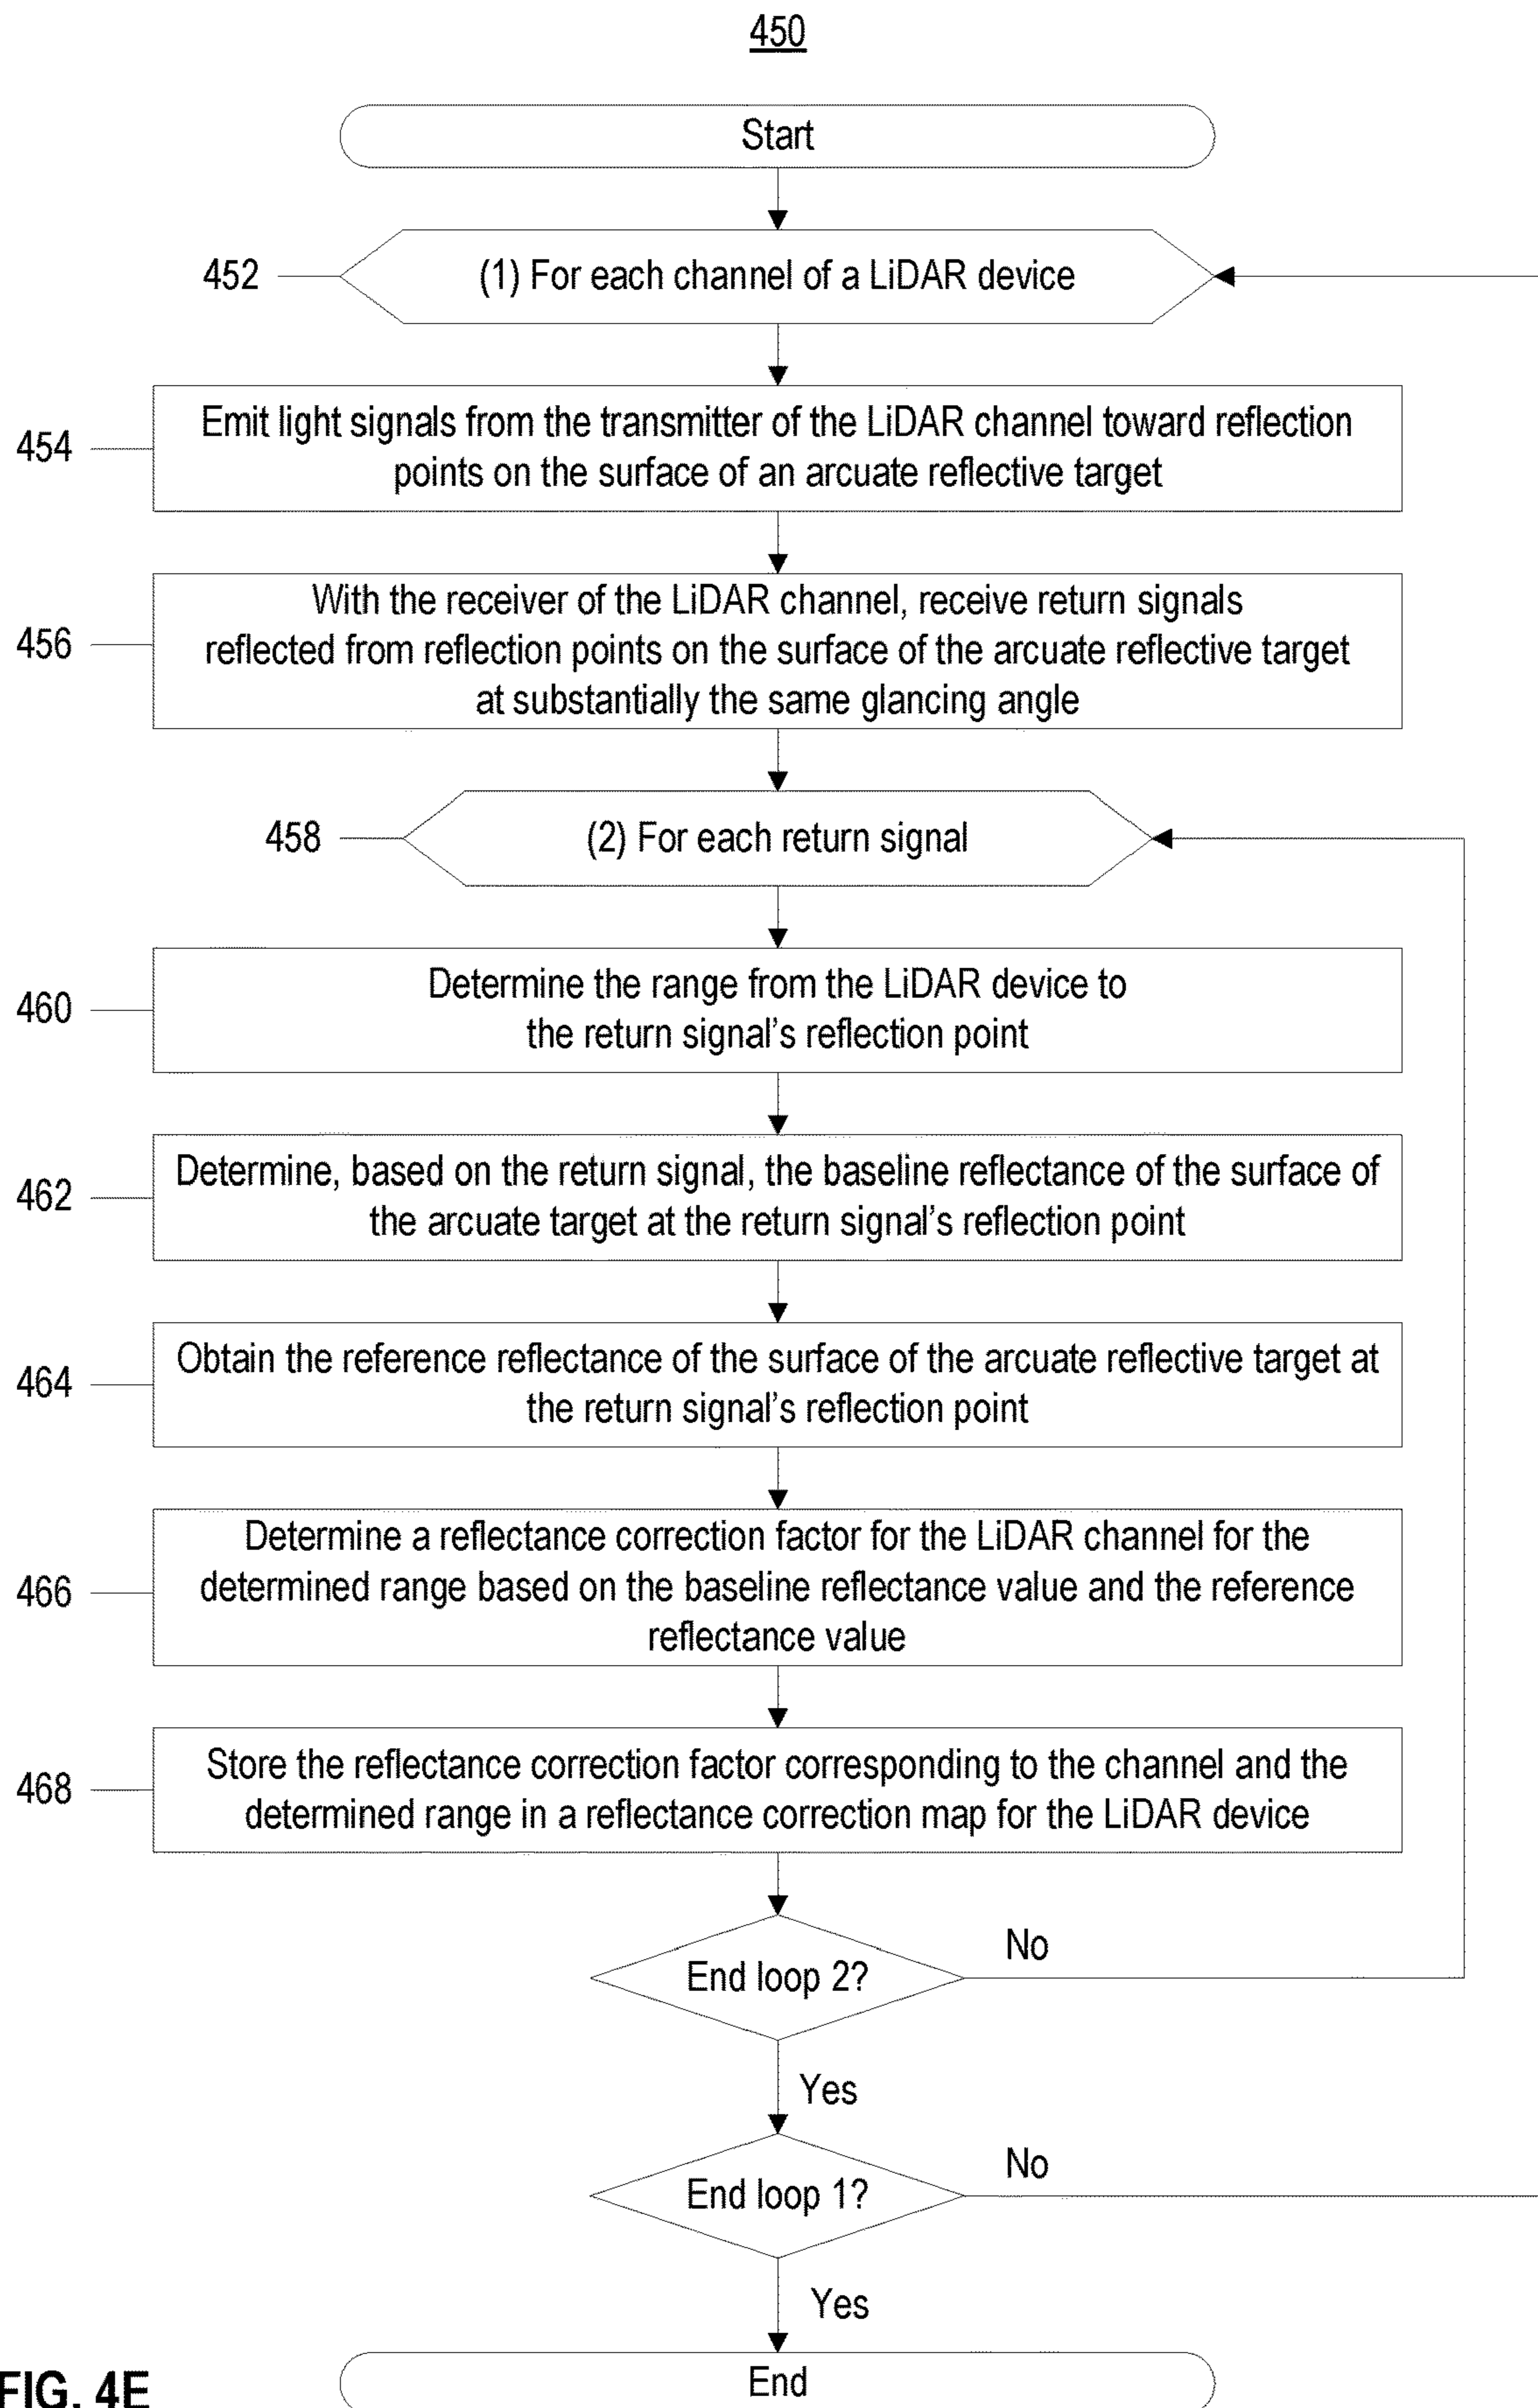 450
Start
452
(1) For each channel of a LiDAR device
454
Emit light signals from the transmitter of the LiDAR channel toward reflection
points on the surface of an arcuate reflective target
456
With the receiver of the LiDAR channel, receive return signals
reflected from reflection points on the surface of the arcuate reflective target
at substantially the same glancing angle
458
(2) For each return signal
460
Determine the range from the LiDAR device to
the return signal's reflection point
462
Determine, based on the return signal, the baseline reflectance of the surface of
the arcuate target at the return signal's reflection point
464
Obtain the reference reflectance of the surface of the arcuate reflective target at
the return signal's reflection point
466
Determine a reflectance correction factor for the LiDAR channel for the
determined range based on the baseline reflectance value and the reference
reflectance value
468
Store the reflectance correction factor corresponding to the channel and the
determined range in a reflectance correction map for the LiDAR device
End loop 2?
No
Yes
End loop 1?
No
Yes
End
FIG. 4E